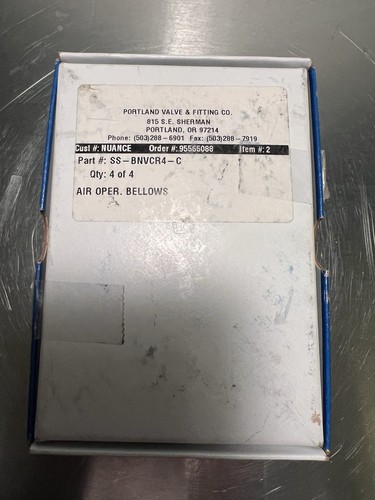 PORTLAND VALVE & FITTING CO.
815 S.E. SHERMAN
PORTLAND, OR 97214
Phone: (503)288-6901 Fax: (503)288-7919
Cust #: NUANCE Order #: 95565088 Item #: 2
Part #: SS-BNVCR4-C
Qty: 4 of 4
AIR OPER. BELLOWS